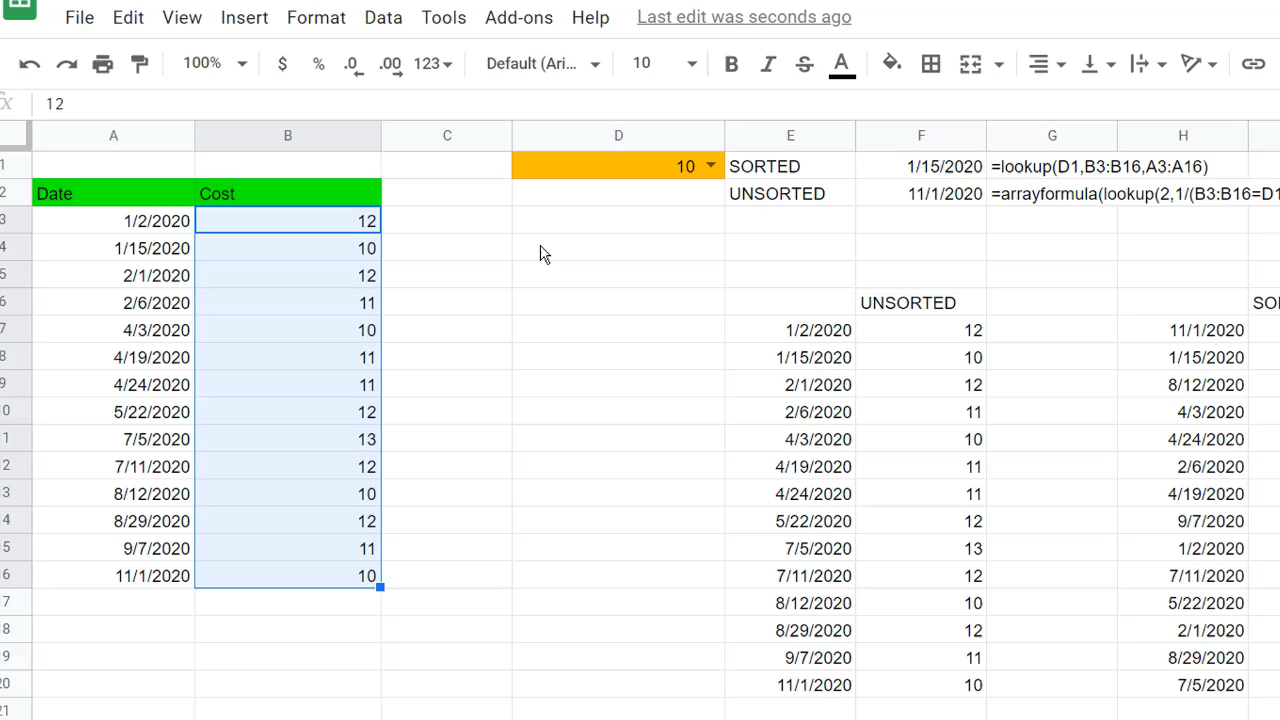 File Edit View Insert Format Data Tools Add-ons Help Last edit was seconds ago
100% $ % .0 .00 123 Default (Ari... 10 B I S A
fx 12
A B C D E F G H
1 10 SORTED 1/15/2020 =lookup(D1,B3:B16,A3:A16)
2 Date Cost UNSORTED 11/1/2020 =arrayformula(lookup(2,1/(B3:B16=D1
3 1/2/2020 12
4 1/15/2020 10
5 2/1/2020 12
6 2/6/2020 11 UNSORTED
7 4/3/2020 10 1/2/2020 12 11/1/2020
8 4/19/2020 11 1/15/2020 10 1/15/2020
9 4/24/2020 11 2/1/2020 12 8/12/2020
10 5/22/2020 12 2/6/2020 11 4/3/2020
11 7/5/2020 13 4/3/2020 10 4/24/2020
12 7/11/2020 12 4/19/2020 11 2/6/2020
13 8/12/2020 10 4/24/2020 11 4/19/2020
14 8/29/2020 12 5/22/2020 12 9/7/2020
15 9/7/2020 11 7/5/2020 13 1/2/2020
16 11/1/2020 10 7/11/2020 12 7/11/2020
17 8/12/2020 10 5/22/2020
18 8/29/2020 12 2/1/2020
19 9/7/2020 11 8/29/2020
20 11/1/2020 10 7/5/2020
21